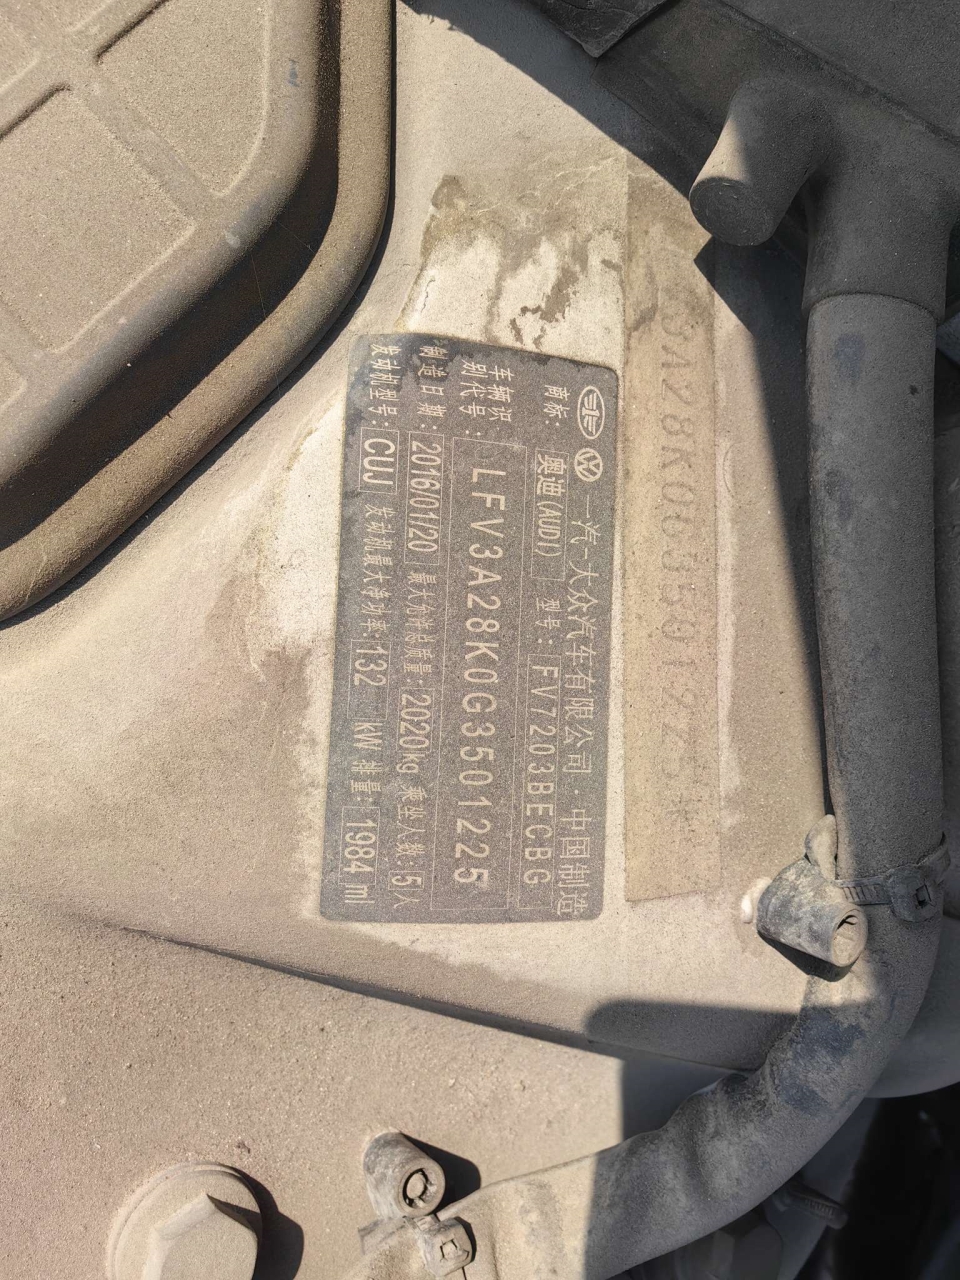 一汽-大众汽车有限公司.中国制造
商标: 奥迪(AUDI) 型号: FV7203BECBG
车辆识别代号: LFV3A28K0G3501225
制造日期: 2016/01/20 最大允许总质量: 2020kg 乘坐人数: 5人
发动机型号: CUJ 发动机最大净功率: 132 kW 排量: 1984 ml